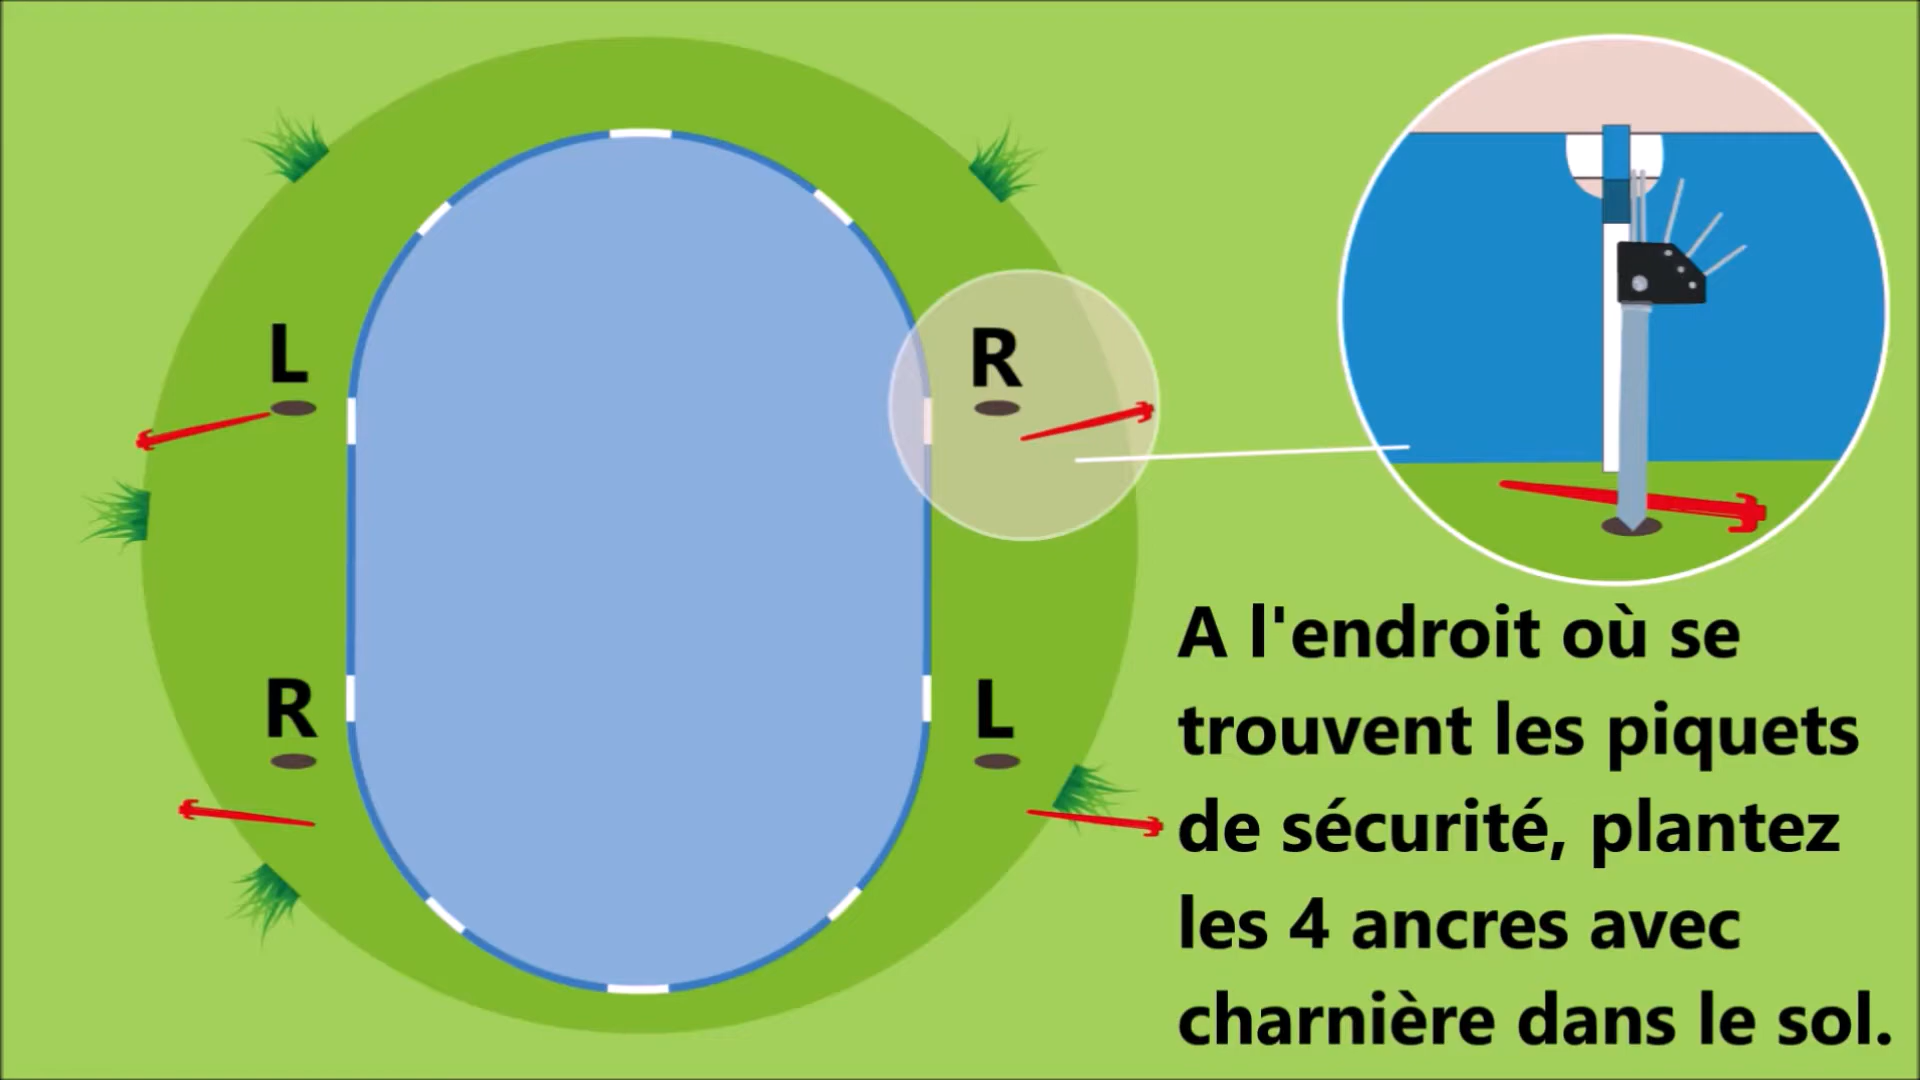 L
R
R
L
A l'endroit où se
trouvent les piquets
de sécurité, plantez
les 4 ancres avec
charnière dans le sol.